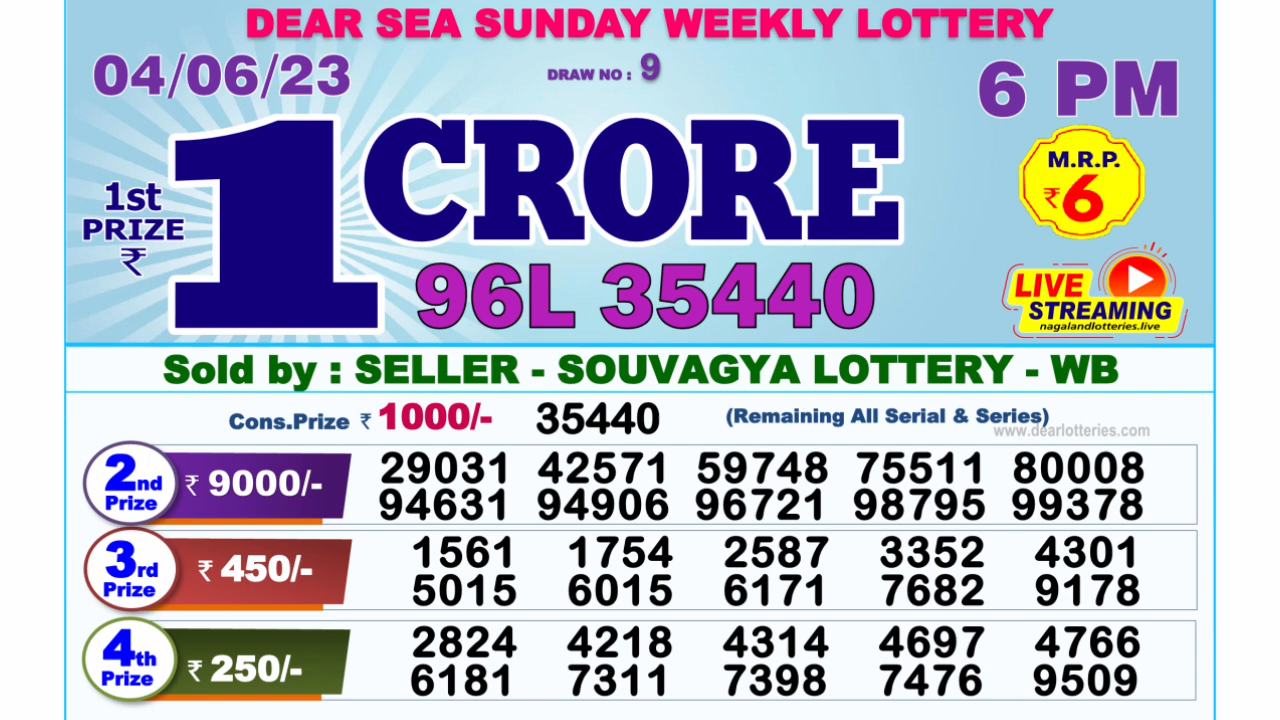 DEAR SEA SUNDAY WEEKLY LOTTERY
04/06/23 DRAW NO : 9 6 PM
1st PRIZE ₹ 1 CRORE
M.R.P. ₹6
96L 35440
LIVE STREAMING
nagalandlotteries.live
Sold by : SELLER - SOUVAGYA LOTTERY - WB
Cons.Prize ₹ 1000/- 35440 (Remaining All Serial & Series)
www.dearlotteries.com
2nd Prize ₹ 9000/-
29031 42571 59748 75511 80008
94631 94906 96721 98795 99378
3rd Prize ₹ 450/-
1561 1754 2587 3352 4301
5015 6015 6171 7682 9178
4th Prize ₹ 250/-
2824 4218 4314 4697 4766
6181 7311 7398 7476 9509